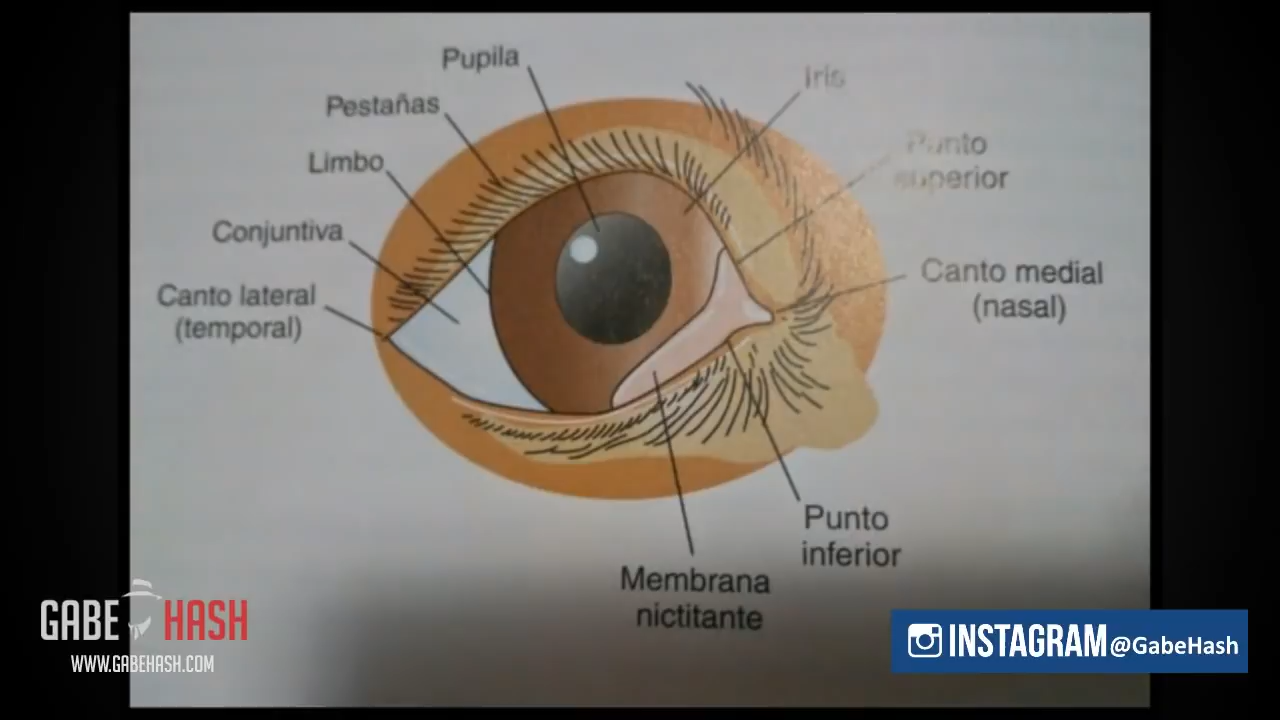 Pupila
Iris
Pestañas
Punto
superior
Limbo
Conjuntiva
Canto lateral
(temporal)
Canto medial
(nasal)
Punto
inferior
Membrana
nictitante
GABE HASH
WWW.GABEHASH.COM
INSTAGRAM @GabeHash